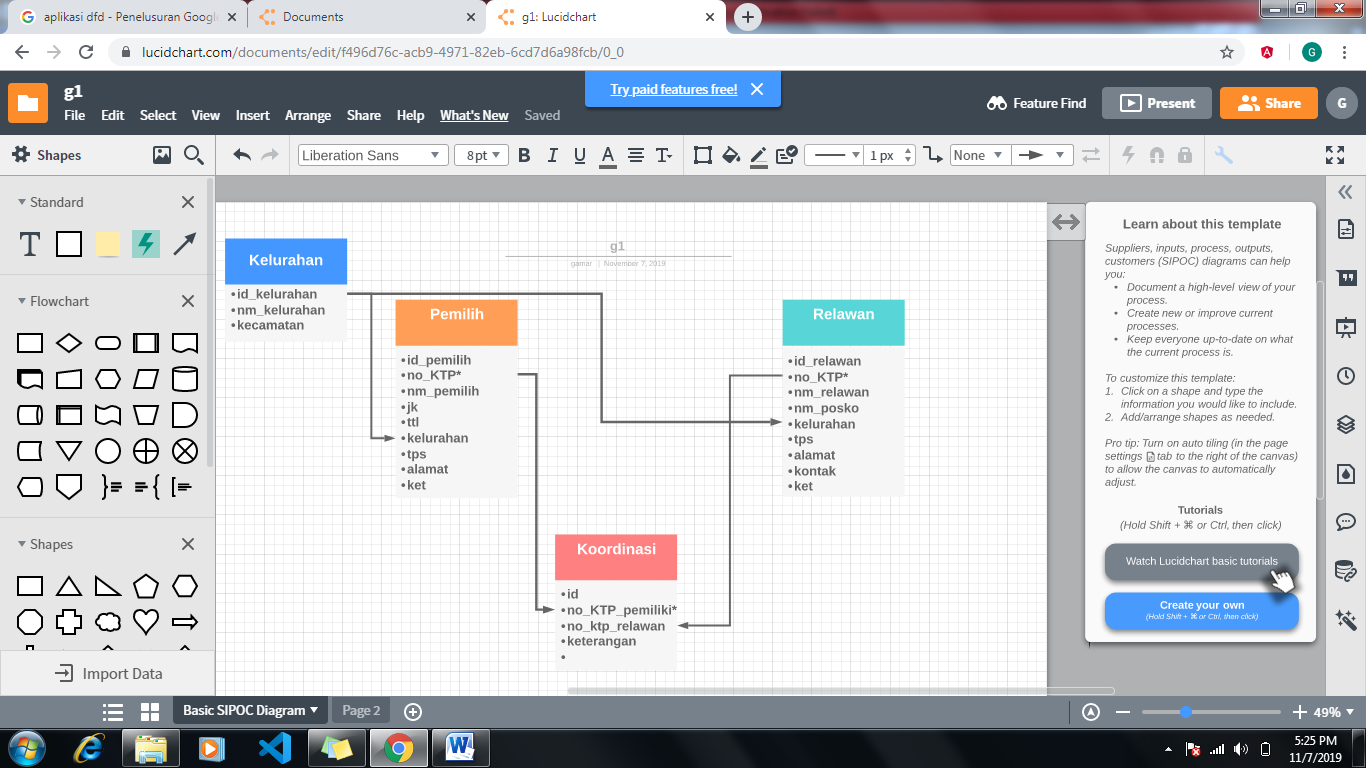 aplikasi dfd - Penelusuran Googl
Documents
g1: Lucidchart
lucidchart.com/documents/edit/f496d76c-acb9-4971-82eb-6cd7d6a98fcb/0_0
G
g1
File Edit Select View Insert Arrange Share Help What's New Saved
Try paid features free!
Feature Find
Present
Share
G
Shapes
Liberation Sans
8pt
B I U A T
1 px
None
Standard
T
Flowchart
Shapes
Import Data
g1
gamar | November 7, 2019
Kelurahan
•id_kelurahan
•nm_kelurahan
•kecamatan
Pemilih
•id_pemilih
•no_KTP*
•nm_pemilih
•jk
•ttl
•kelurahan
•tps
•alamat
•ket
Relawan
•id_relawan
•no_KTP*
•nm_relawan
•nm_posko
•kelurahan
•tps
•alamat
•kontak
•ket
Koordinasi
•id
•no_KTP_pemiliki*
•no_ktp_relawan
•keterangan
•
Learn about this template
Suppliers, inputs, process, outputs,
customers (SIPOC) diagrams can help
you:
• Document a high-level view of your
process.
• Create new or improve current
processes.
• Keep everyone up-to-date on what
the current process is.
To customize this template:
1. Click on a shape and type the
information you would like to include.
2. Add/arrange shapes as needed.
Pro tip: Turn on auto tiling (in the page
settings tab to the right of the canvas)
to allow the canvas to automatically
adjust.
Tutorials
(Hold Shift + ⌘ or Ctrl, then click)
Watch Lucidchart basic tutorials
Create your own
(Hold Shift + ⌘ or Ctrl, then click)
Basic SIPOC Diagram
Page 2
49%
5:25 PM
11/7/2019